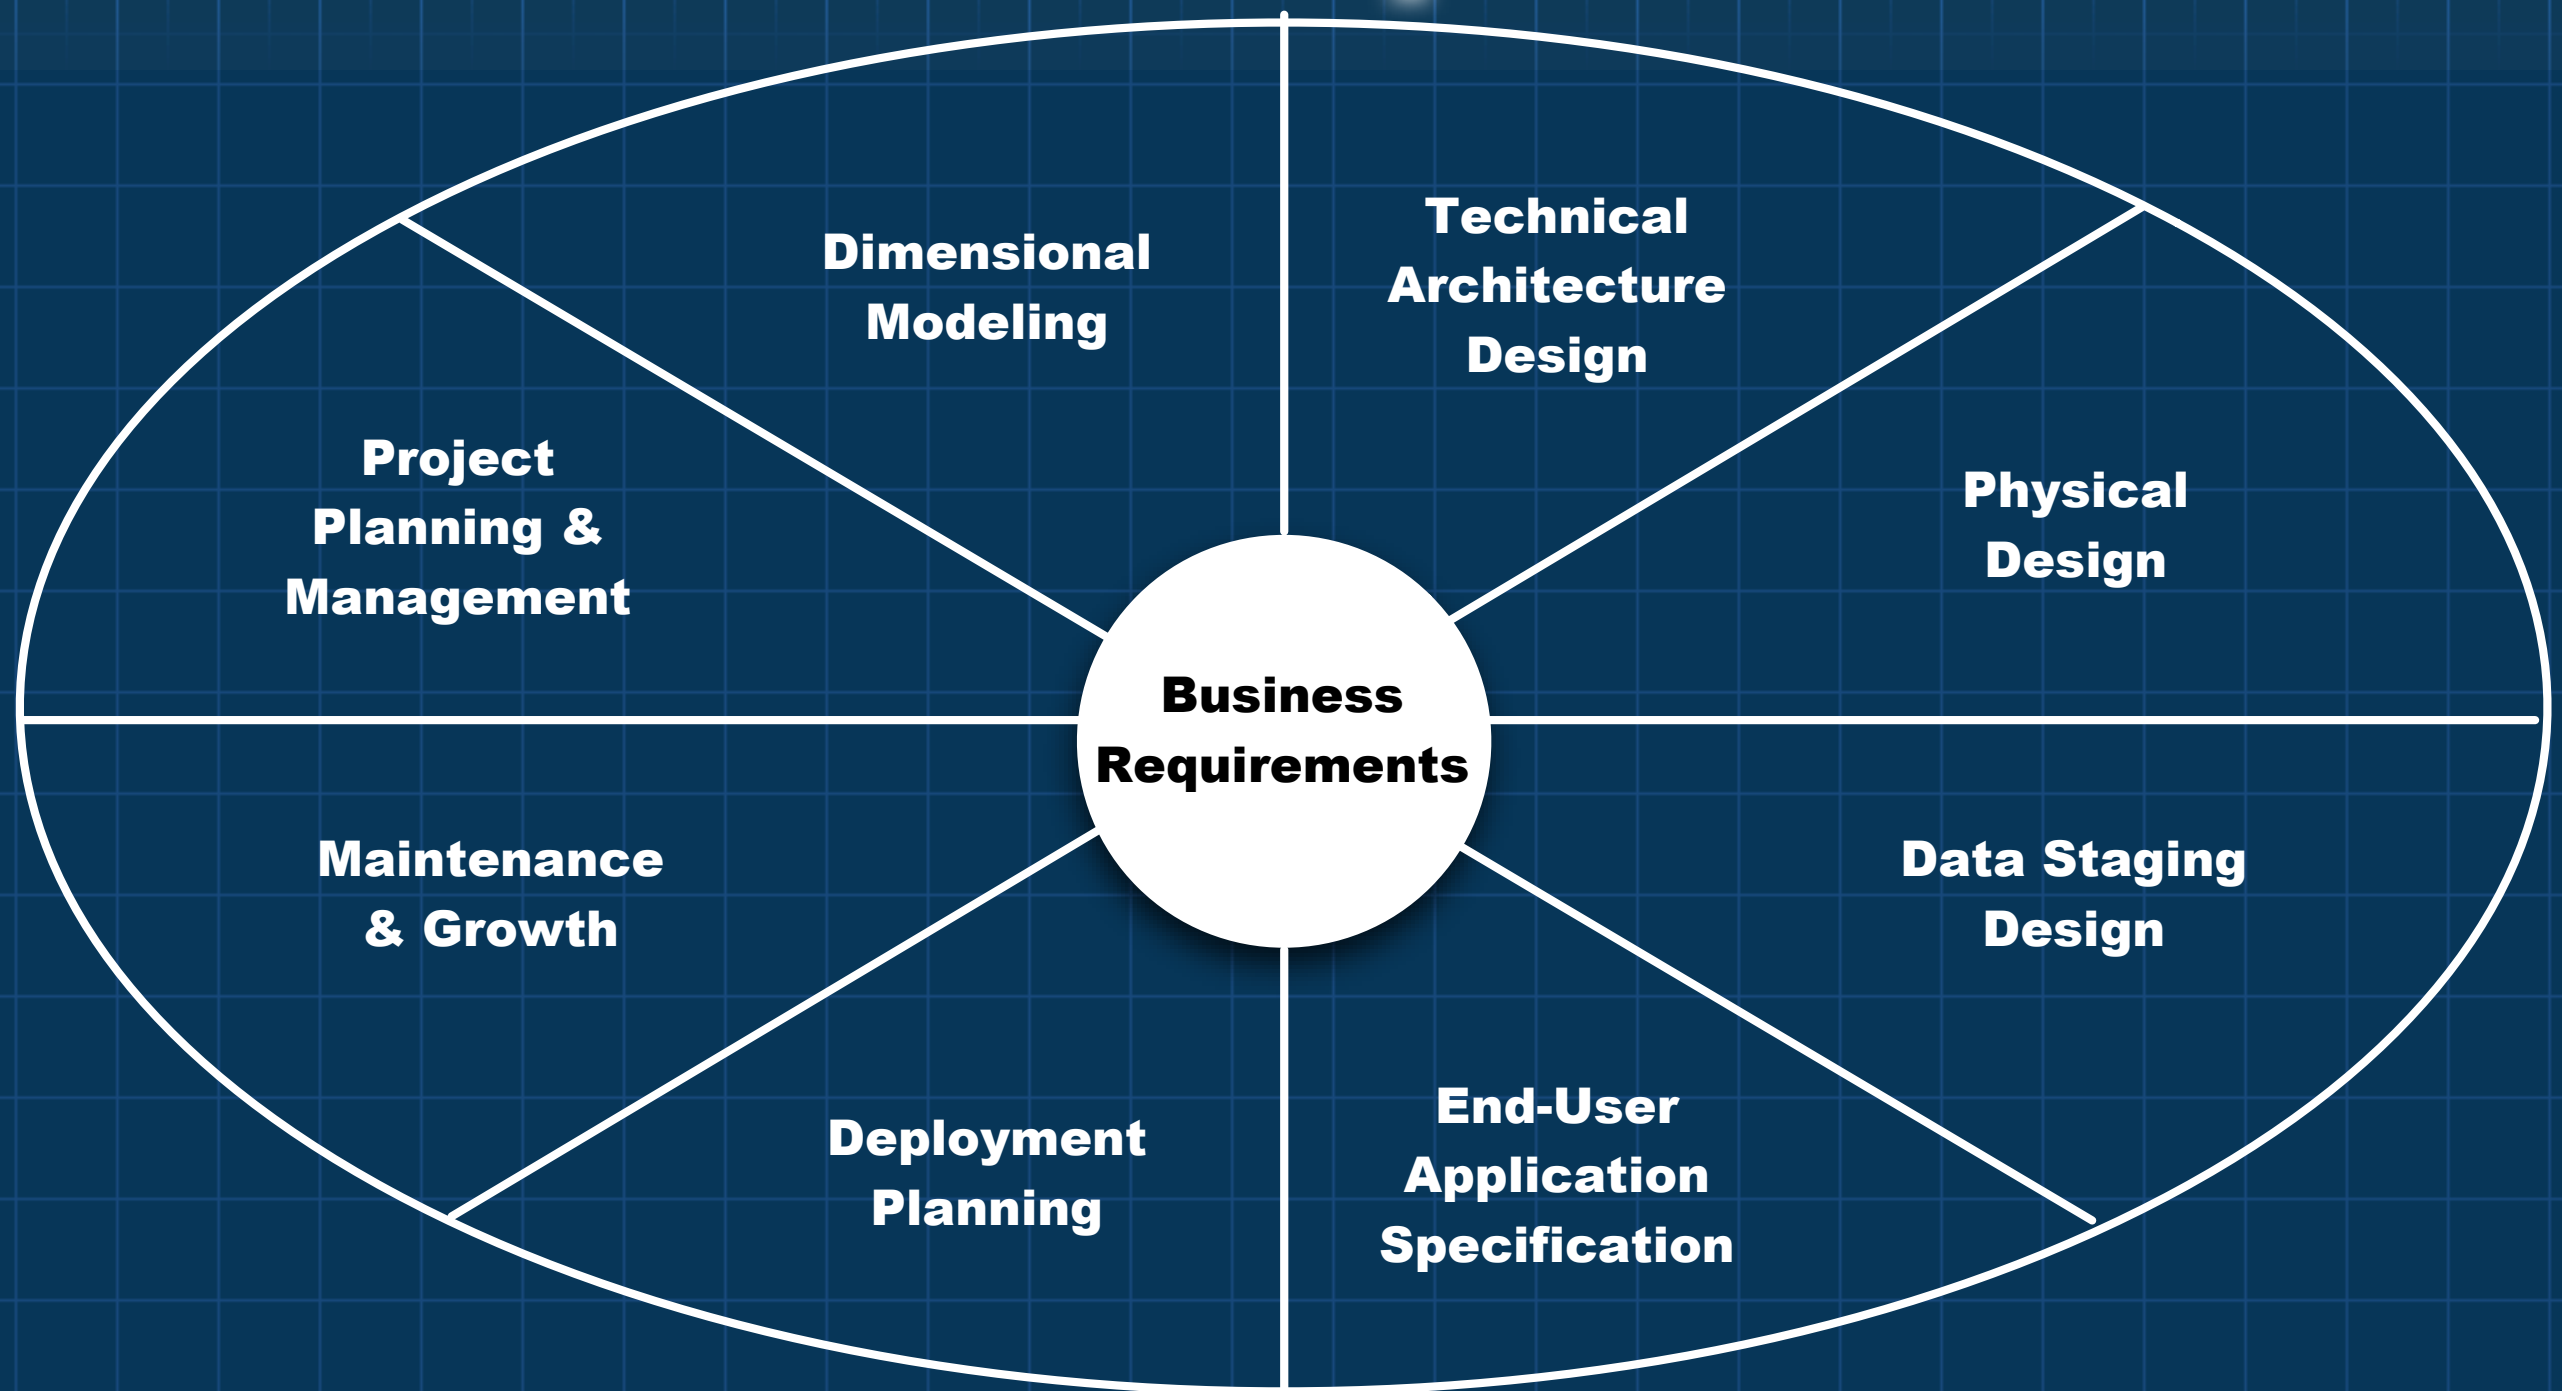 Dimensional
Modeling
Technical
Architecture
Design
Project
Planning &
Management
Physical
Design
Business
Requirements
Maintenance
& Growth
Data Staging
Design
Deployment
Planning
End-User
Application
Specification